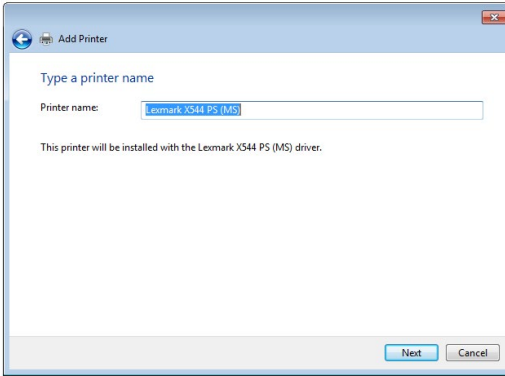 Add Printer
Type a printer name
Printer name: Lexmark X544 PS (MS)
This printer will be installed with the Lexmark X544 PS (MS) driver.
Next Cancel